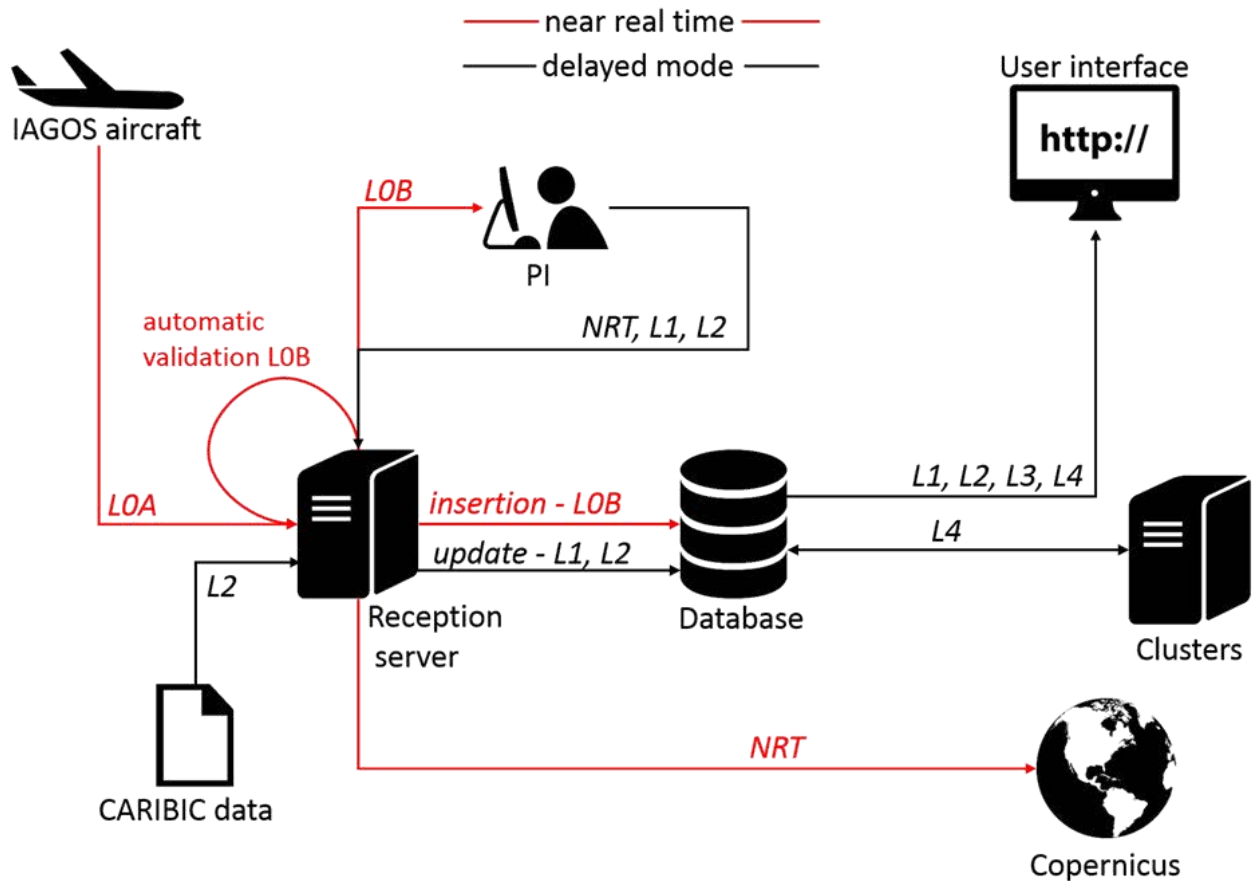 near real time
delayed mode
User interface
http://
IAGOS aircraft
L0B
PI
automatic
validation L0B
NRT, L1, L2
L1, L2, L3, L4
L0A
insertion - L0B
L4
update - L1, L2
L2
Reception
server
Database
Clusters
NRT
CARIBIC data
Copernicus